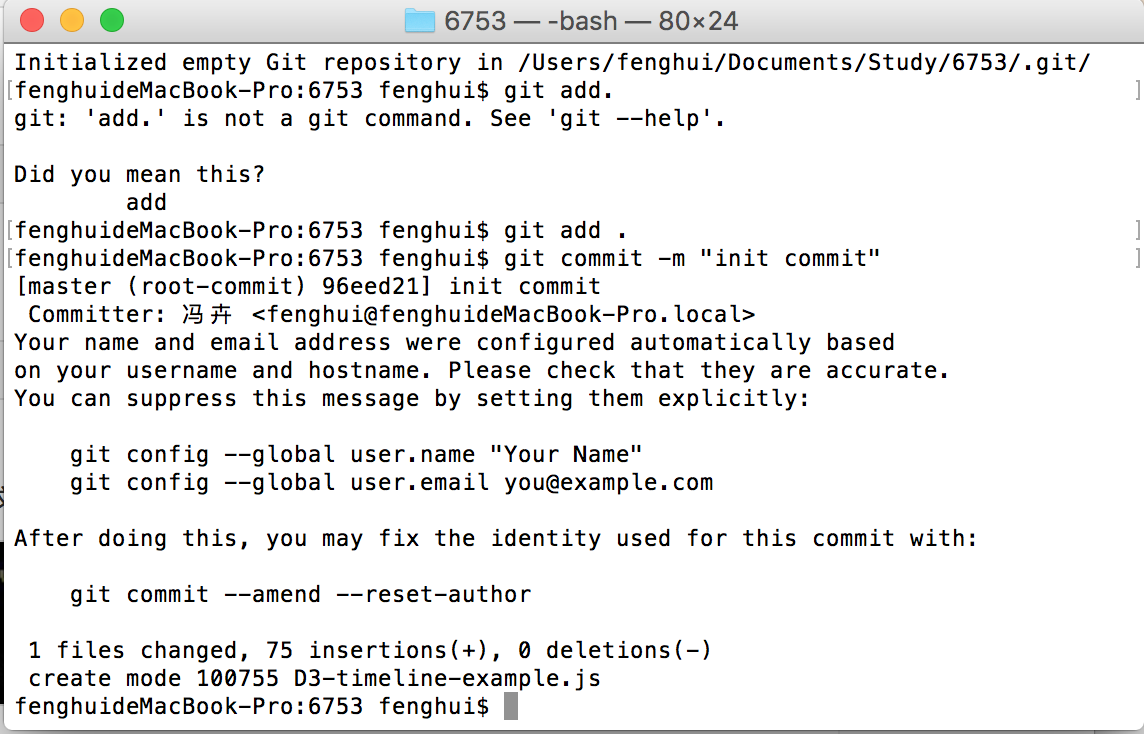 6753 — -bash — 80×24
Initialized empty Git repository in /Users/fenghui/Documents/Study/6753/.git/
[fenghuideMacBook-Pro:6753 fenghui$ git add. ]
git: 'add.' is not a git command. See 'git --help'.
Did you mean this?
add
[fenghuideMacBook-Pro:6753 fenghui$ git add . ]
[fenghuideMacBook-Pro:6753 fenghui$ git commit -m "init commit" ]
[master (root-commit) 96eed21] init commit
Committer: 冯卉 <fenghui@fenghuideMacBook-Pro.local>
Your name and email address were configured automatically based
on your username and hostname. Please check that they are accurate.
You can suppress this message by setting them explicitly:
git config --global user.name "Your Name"
git config --global user.email you@example.com
After doing this, you may fix the identity used for this commit with:
git commit --amend --reset-author
1 files changed, 75 insertions(+), 0 deletions(-)
create mode 100755 D3-timeline-example.js
fenghuideMacBook-Pro:6753 fenghui$